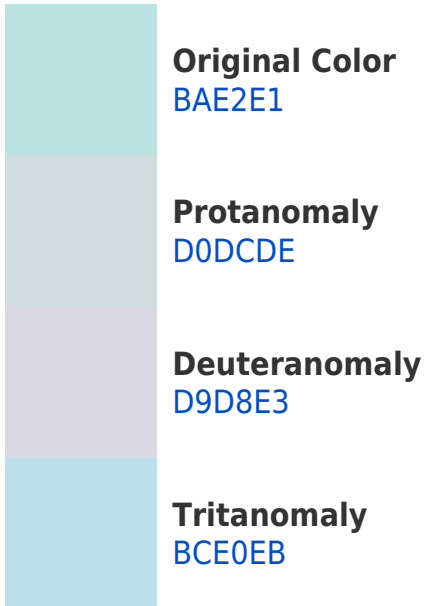 Original Color
BAE2E1
Protanomaly
D0DCDE
Deuteranomaly
D9D8E3
Tritanomaly
BCE0EB